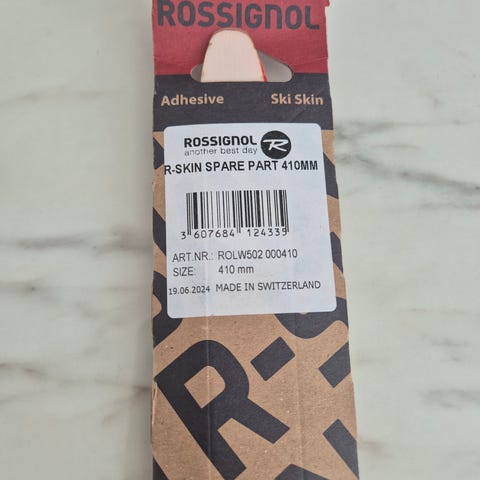 ROSSIGNOL
Adhesive Ski Skin
ROSSIGNOL R
another best day
R-SKIN SPARE PART 410MM
3 607684 124339
ART.NR.: ROLW502 000410
SIZE: 410 mm
19.06.2024 MADE IN SWITZERLAND
R-S